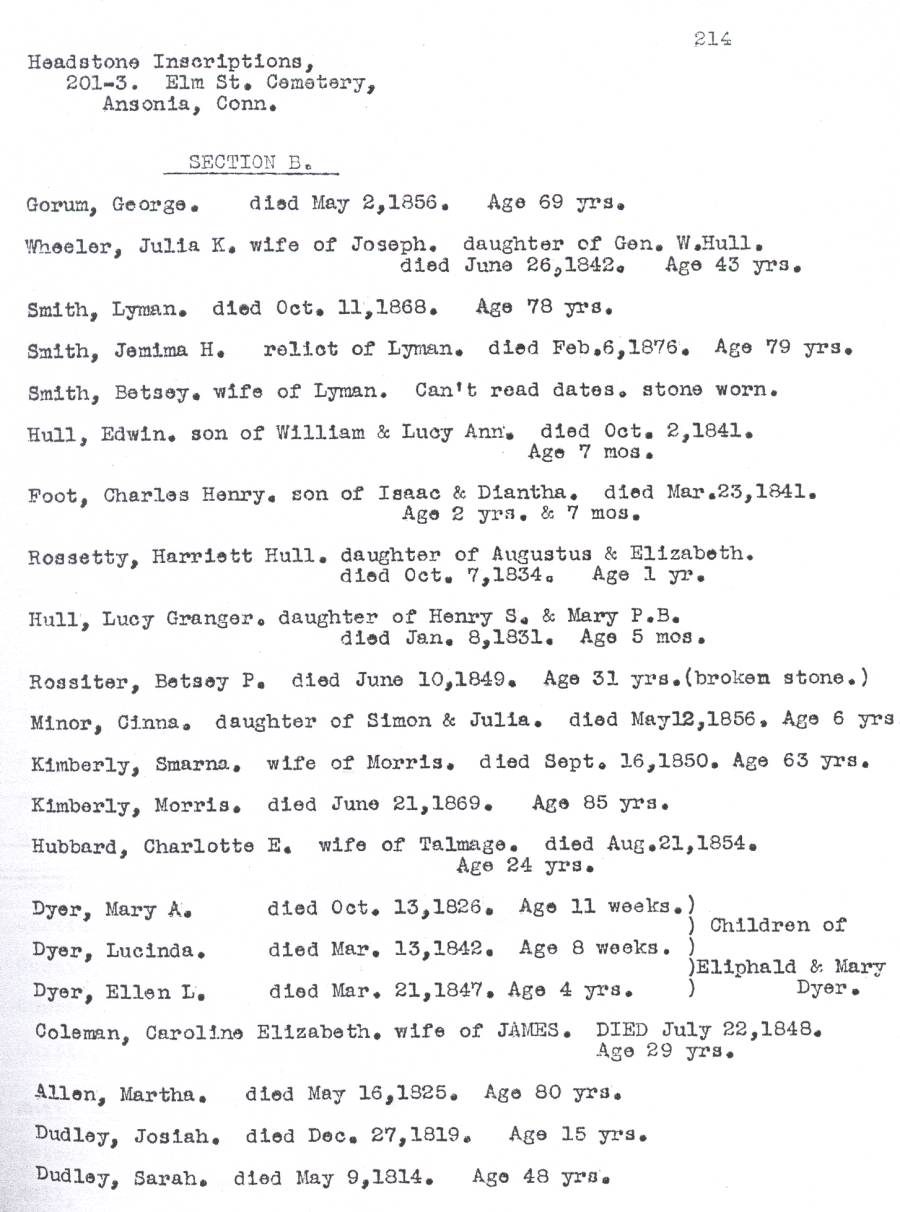 214
Headstone Inscriptions,
201-3. Elm St. Cemetery,
Ansonia, Conn.
SECTION B.
Gorum, George. died May 2,1856. Age 69 yrs.
Wheeler, Julia K. wife of Joseph. daughter of Gen. W.Hull.
died June 26,1842. Age 43 yrs.
Smith, Lyman. died Oct. 11,1868. Age 78 yrs.
Smith, Jemima H. relict of Lyman. died Feb.6,1876. Age 79 yrs.
Smith, Betsey. wife of Lyman. Can't read dates. stone worn.
Hull, Edwin. son of William & Lucy Ann. died Oct. 2,1841.
Age 7 mos.
Foot, Charles Henry. son of Isaac & Diantha. died Mar.23,1841.
Age 2 yrs. & 7 mos.
Rossetty, Harriett Hull. daughter of Augustus & Elizabeth.
died Oct. 7,1834. Age 1 yr.
Hull, Lucy Granger. daughter of Henry S. & Mary P.B.
died Jan. 8,1831. Age 5 mos.
Rossiter, Betsey P. died June 10,1849. Age 31 yrs.(broken stone.)
Minor, Cinna. daughter of Simon & Julia. died May12,1856. Age 6 yrs
Kimberly, Smarna. wife of Morris. died Sept. 16,1850. Age 63 yrs.
Kimberly, Morris. died June 21,1869. Age 85 yrs.
Hubbard, Charlotte E. wife of Talmage. died Aug.21,1854.
Age 24 yrs.
Dyer, Mary A. died Oct. 13,1826. Age 11 weeks.)
) Children of
Dyer, Lucinda. died Mar. 13,1842. Age 8 weeks. )
)Eliphald & Mary
Dyer, Ellen L. died Mar. 21,1847. Age 4 yrs. ) Dyer.
Coleman, Caroline Elizabeth. wife of JAMES. DIED July 22,1848.
Age 29 yrs.
Allen, Martha. died May 16,1825. Age 80 yrs.
Dudley, Josiah. died Dec. 27,1819. Age 15 yrs.
Dudley, Sarah. died May 9,1814. Age 48 yrs.